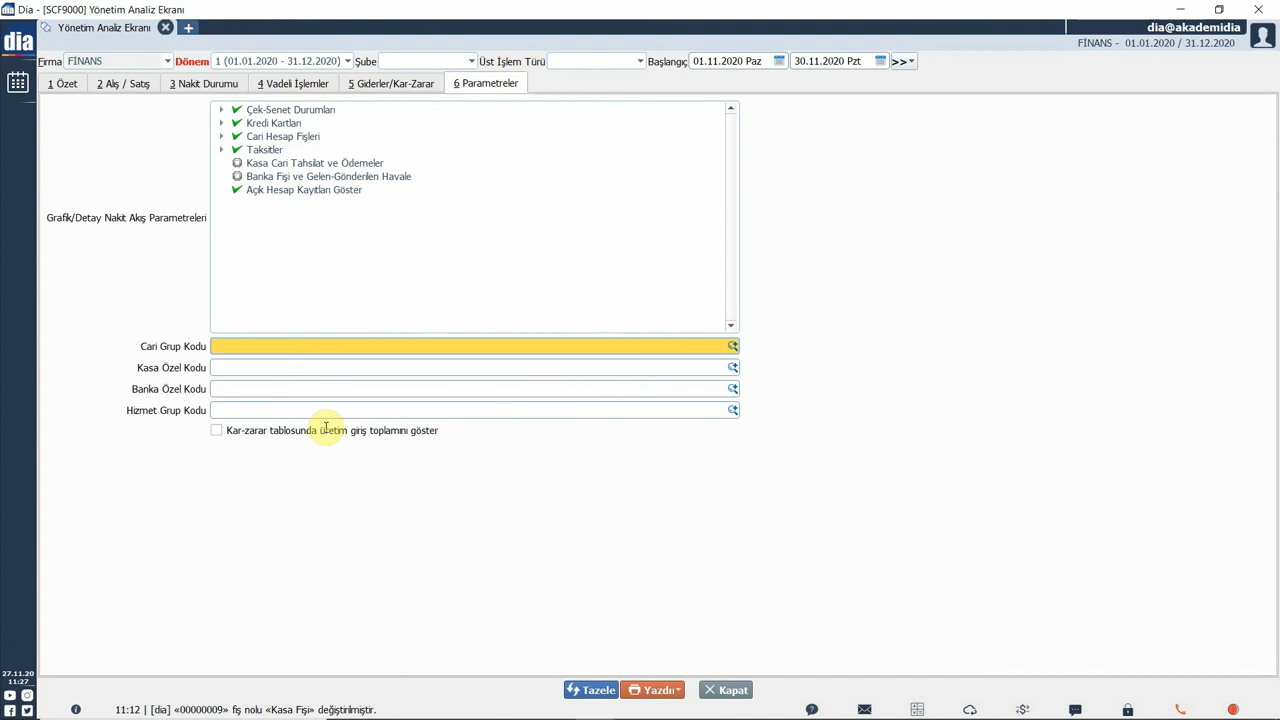 Dia - [SCF9000] Yönetim Analiz Ekranı
dia
Yönetim Analiz Ekranı
dia@akademidia
FİNANS - 01.01.2020 / 31.12.2020
Firma FİNANS Dönem 1 (01.01.2020 - 31.12.2020) Şube Üst İşlem Türü Başlangıç 01.11.2020 Paz 30.11.2020 Pzt >>
1 Özet 2 Alış / Satış 3 Nakit Durumu 4 Vadeli İşlemler 5 Giderler/Kar-Zarar 6 Parametreler
Çek-Senet Durumları
Kredi Kartları
Cari Hesap Fişleri
Taksitler
Kasa Cari Tahsilat ve Ödemeler
Banka Fişi ve Gelen-Gönderilen Havale
Açık Hesap Kayıtları Göster
Grafik/Detay Nakit Akış Parametreleri
Cari Grup Kodu
Kasa Özel Kodu
Banka Özel Kodu
Hizmet Grup Kodu
Kar-zarar tablosunda üretim giriş toplamını göster
27.11.20
11:27
Tazele Yazdır Kapat
11:12 | [dia] «00000009» fiş nolu «Kasa Fişi» değiştirilmiştir.